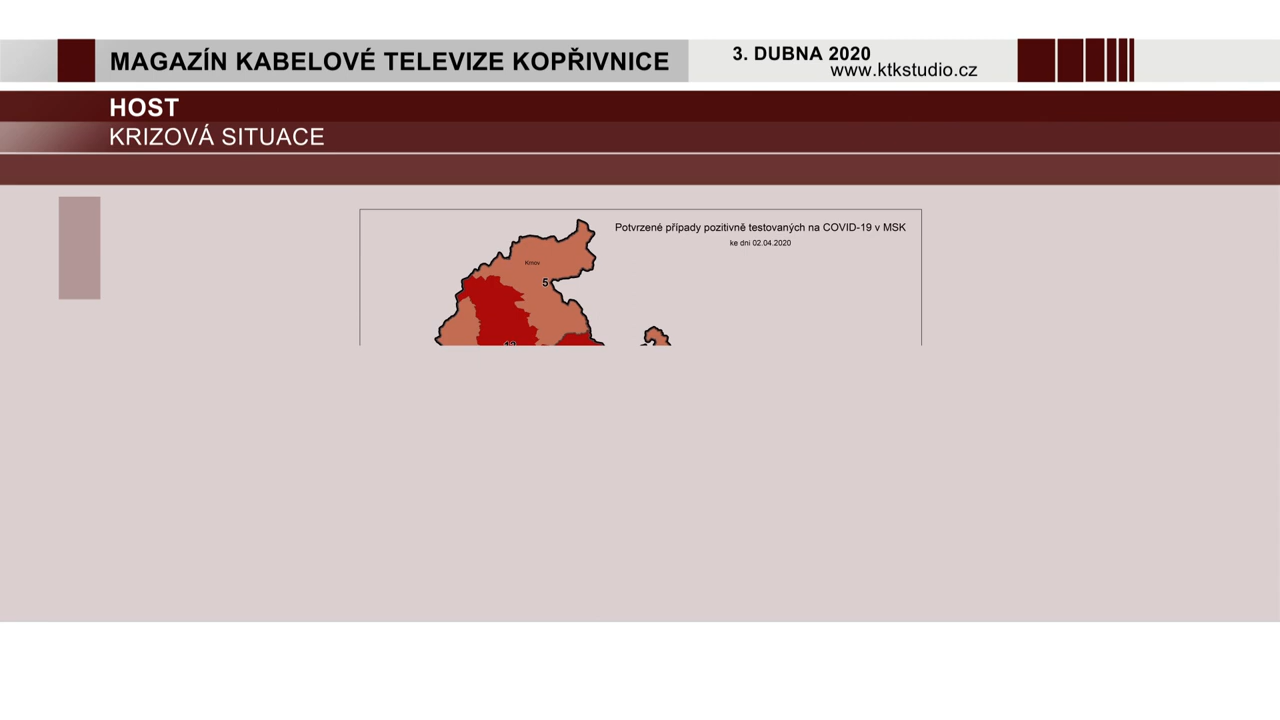 MAGAZÍN KABELOVÉ TELEVIZE KOPŘIVNICE
3. DUBNA 2020
www.ktkstudio.cz
HOST
KRIZOVÁ SITUACE
Potvrzené případy pozitivně testovaných na COVID-19 v MSK
ke dni 02.04.2020
Krnov
5